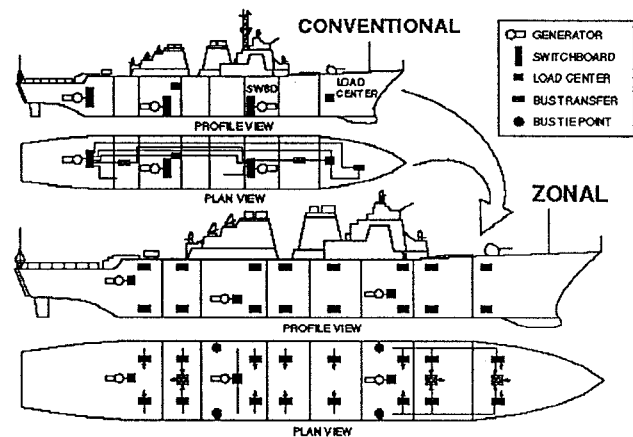 CONVENTIONAL
GENERATOR
SWITCHBOARD
LOAD CENTER
BUS TRANSFER
BUS TIE POINT
SWBD
LOAD
CENTER
PROFILE VIEW
PLAN VIEW
ZONAL
PROFILE VIEW
PLAN VIEW